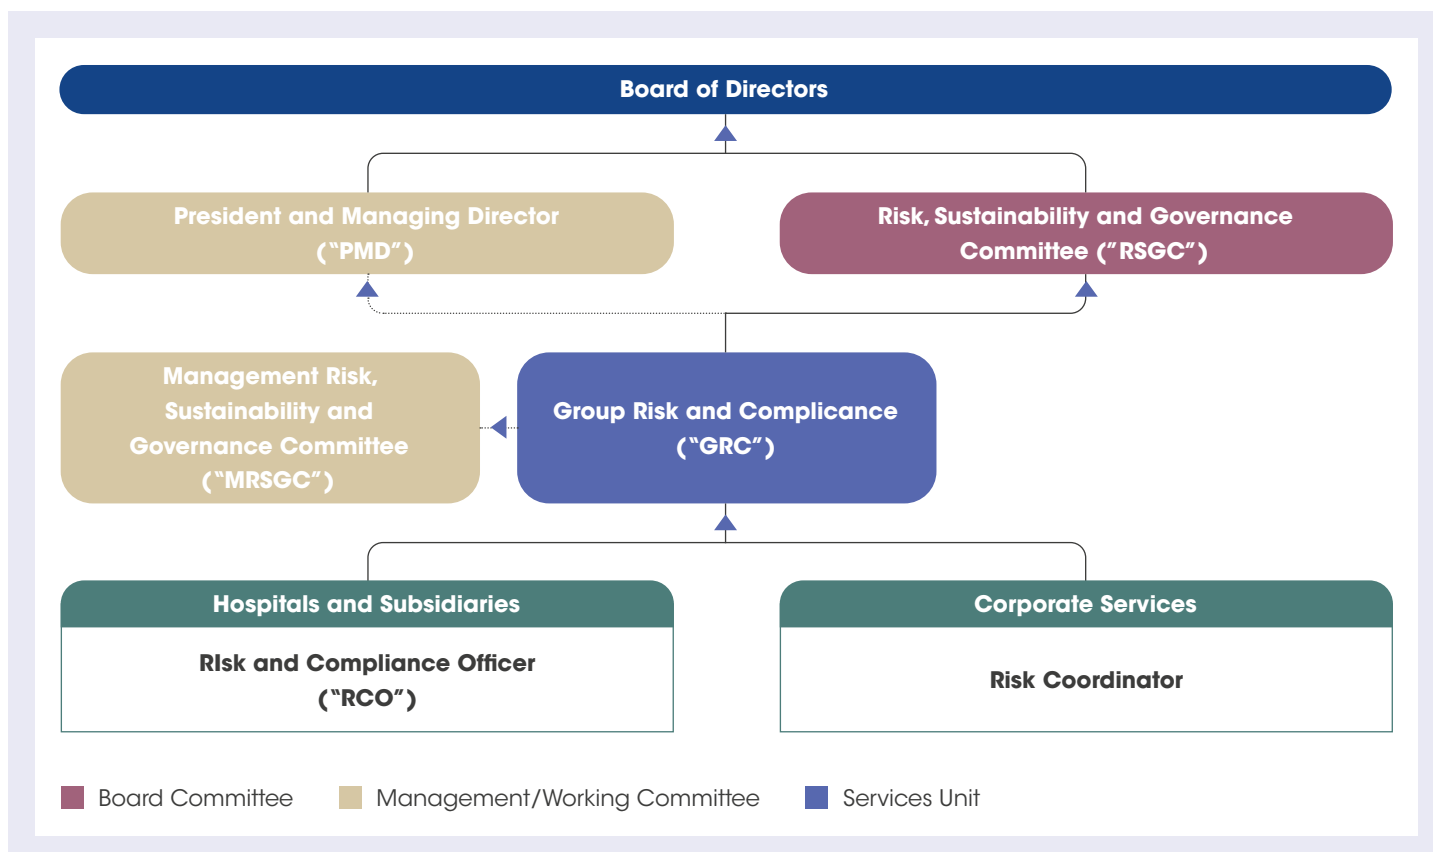 Board of Directors
President and Managing Director
(“PMD”)
Risk, Sustainability and Governance
Committee (”RSGC”)
Management Risk,
Sustainability and
Governance Committee
(“MRSGC”)
Group Risk and Complicance
(“GRC”)
Hospitals and Subsidiaries
RIsk and Compliance Officer
(“RCO”)
Corporate Services
Risk Coordinator
Board Committee
Management/Working Committee
Services Unit